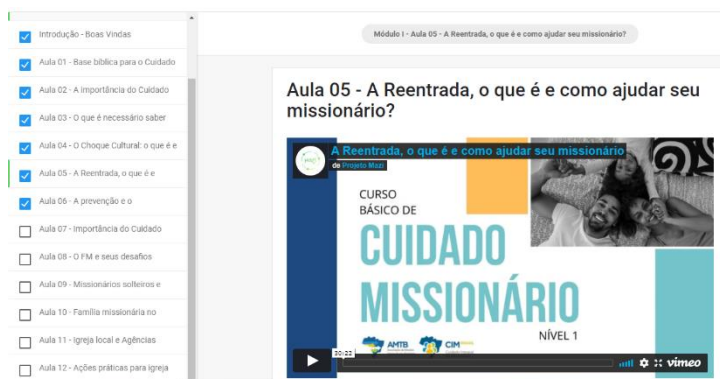 Introdução - Boas Vindas
Aula 01 - Base bíblica para o Cuidado
Aula 02 - A importância do Cuidado
Aula 03 - O que é necessário saber
Aula 04 - O Choque Cultural: o que é e
Aula 05 - A Reentrada, o que é e
Aula 06 - A prevenção e o
Aula 07 - Importância do Cuidado
Aula 08 - O FM e seus desafios
Aula 09 - Missionários solteiros e
Aula 10 - Família missionária no
Aula 11 - Igreja local e Agências
Aula 12 - Ações práticas para igreja
Módulo I - Aula 05 - A Reentrada, o que é e como ajudar seu missionário?
Aula 05 - A Reentrada, o que é e como ajudar seu
missionário?
A Reentrada, o que é e como ajudar seu missionário
de Projeto Mazi
CURSO
BÁSICO DE
CUIDADO
MISSIONÁRIO
NÍVEL 1
AMTB
CIM
30:22
vimeo